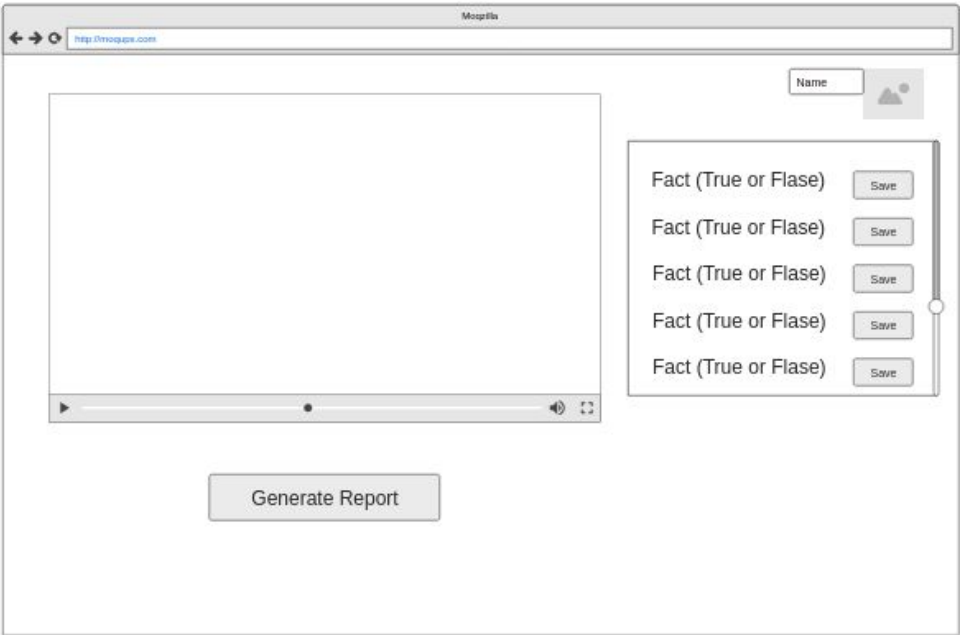 Moqzilla
http://moqups.com
Name
Fact (True or Flase)
Save
Fact (True or Flase)
Save
Fact (True or Flase)
Save
Fact (True or Flase)
Save
Fact (True or Flase)
Save
Generate Report